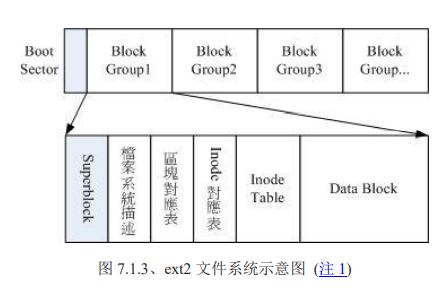 Boot
Sector
Block
Group1
Block
Group2
Block
Group3
Block
Group...
Superblock
檔案系統描述
區塊對應表
Inode 對應表
Inode
Table
Data Block
图 7.1.3、ext2 文件系统示意图 (注 1)